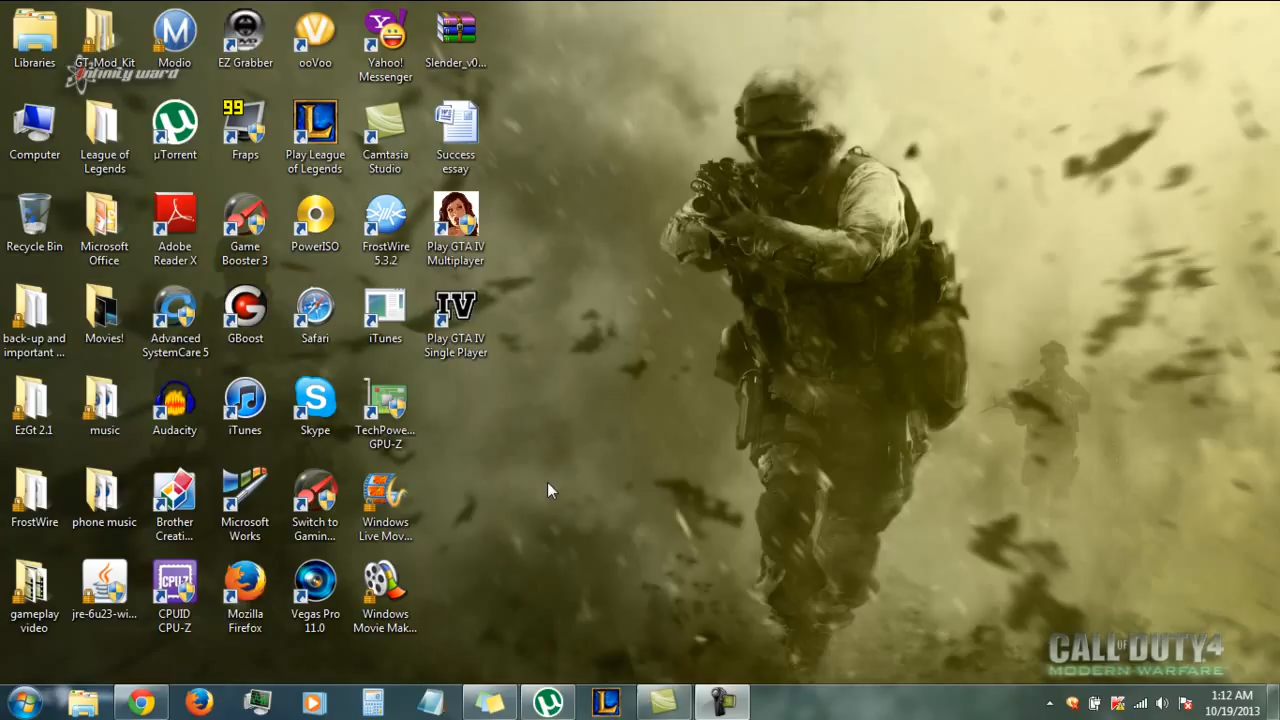 Libraries
GT_Mod_Kit
Modio
EZ Grabber
ooVoo
Yahoo!
Messenger
Slender_v0...
infinity ward
Computer
League of
Legends
µTorrent
99
Fraps
Play League
of Legends
Camtasia
Studio
Success
essay
Recycle Bin
Microsoft
Office
Adobe
Reader X
Game
Booster 3
PowerISO
FrostWire
5.3.2
Play GTA IV
Multiplayer
back-up and
important ...
Movies!
Advanced
SystemCare 5
GBoost
Safari
iTunes
IV
Play GTA IV
Single Player
EzGt 2.1
music
Audacity
iTunes
Skype
TechPowe...
GPU-Z
FrostWire
phone music
Brother
Creati...
Microsoft
Works
Switch to
Gamin...
Windows
Live Mov...
gameplay
video
jre-6u23-wi...
CPU-Z
CPUID
CPU-Z
Mozilla
Firefox
Vegas Pro
11.0
Windows
Movie Mak...
CALL OF DUTY 4
MODERN WARFARE
1:12 AM
10/19/2013